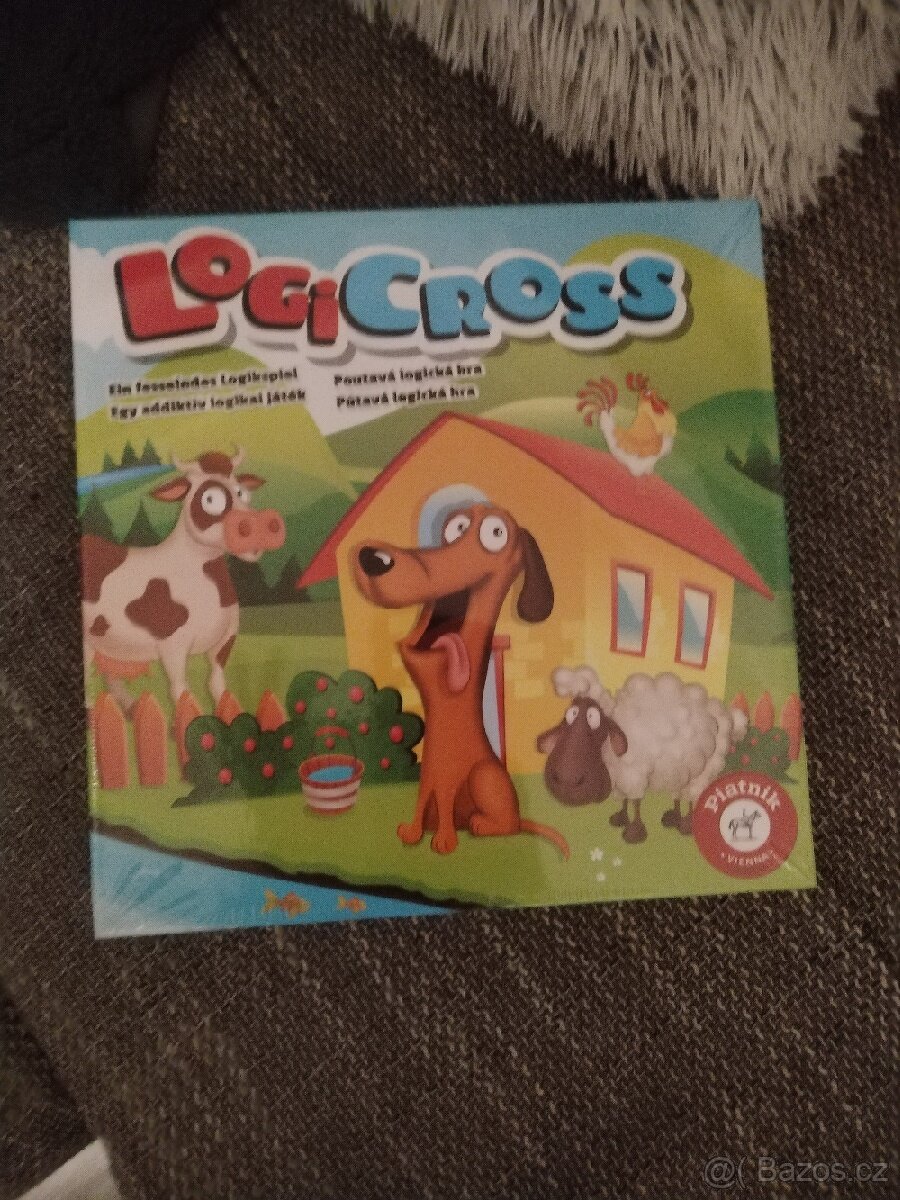 LOGICROSS
Ein fesselndes Logikspiel
Egy addiktív logikai játék
Poutavá logická hra
Pútavá logická hra
Piatnik
• VIENNA •
@( Bazos.cz